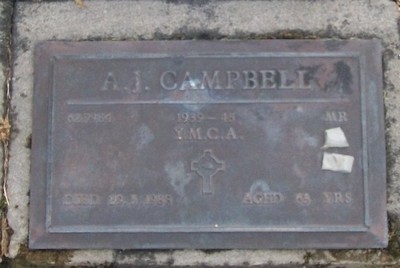 A.J. CAMPBELL
1939-45 MR
Y.M.C.A.
DIED AGED YRS